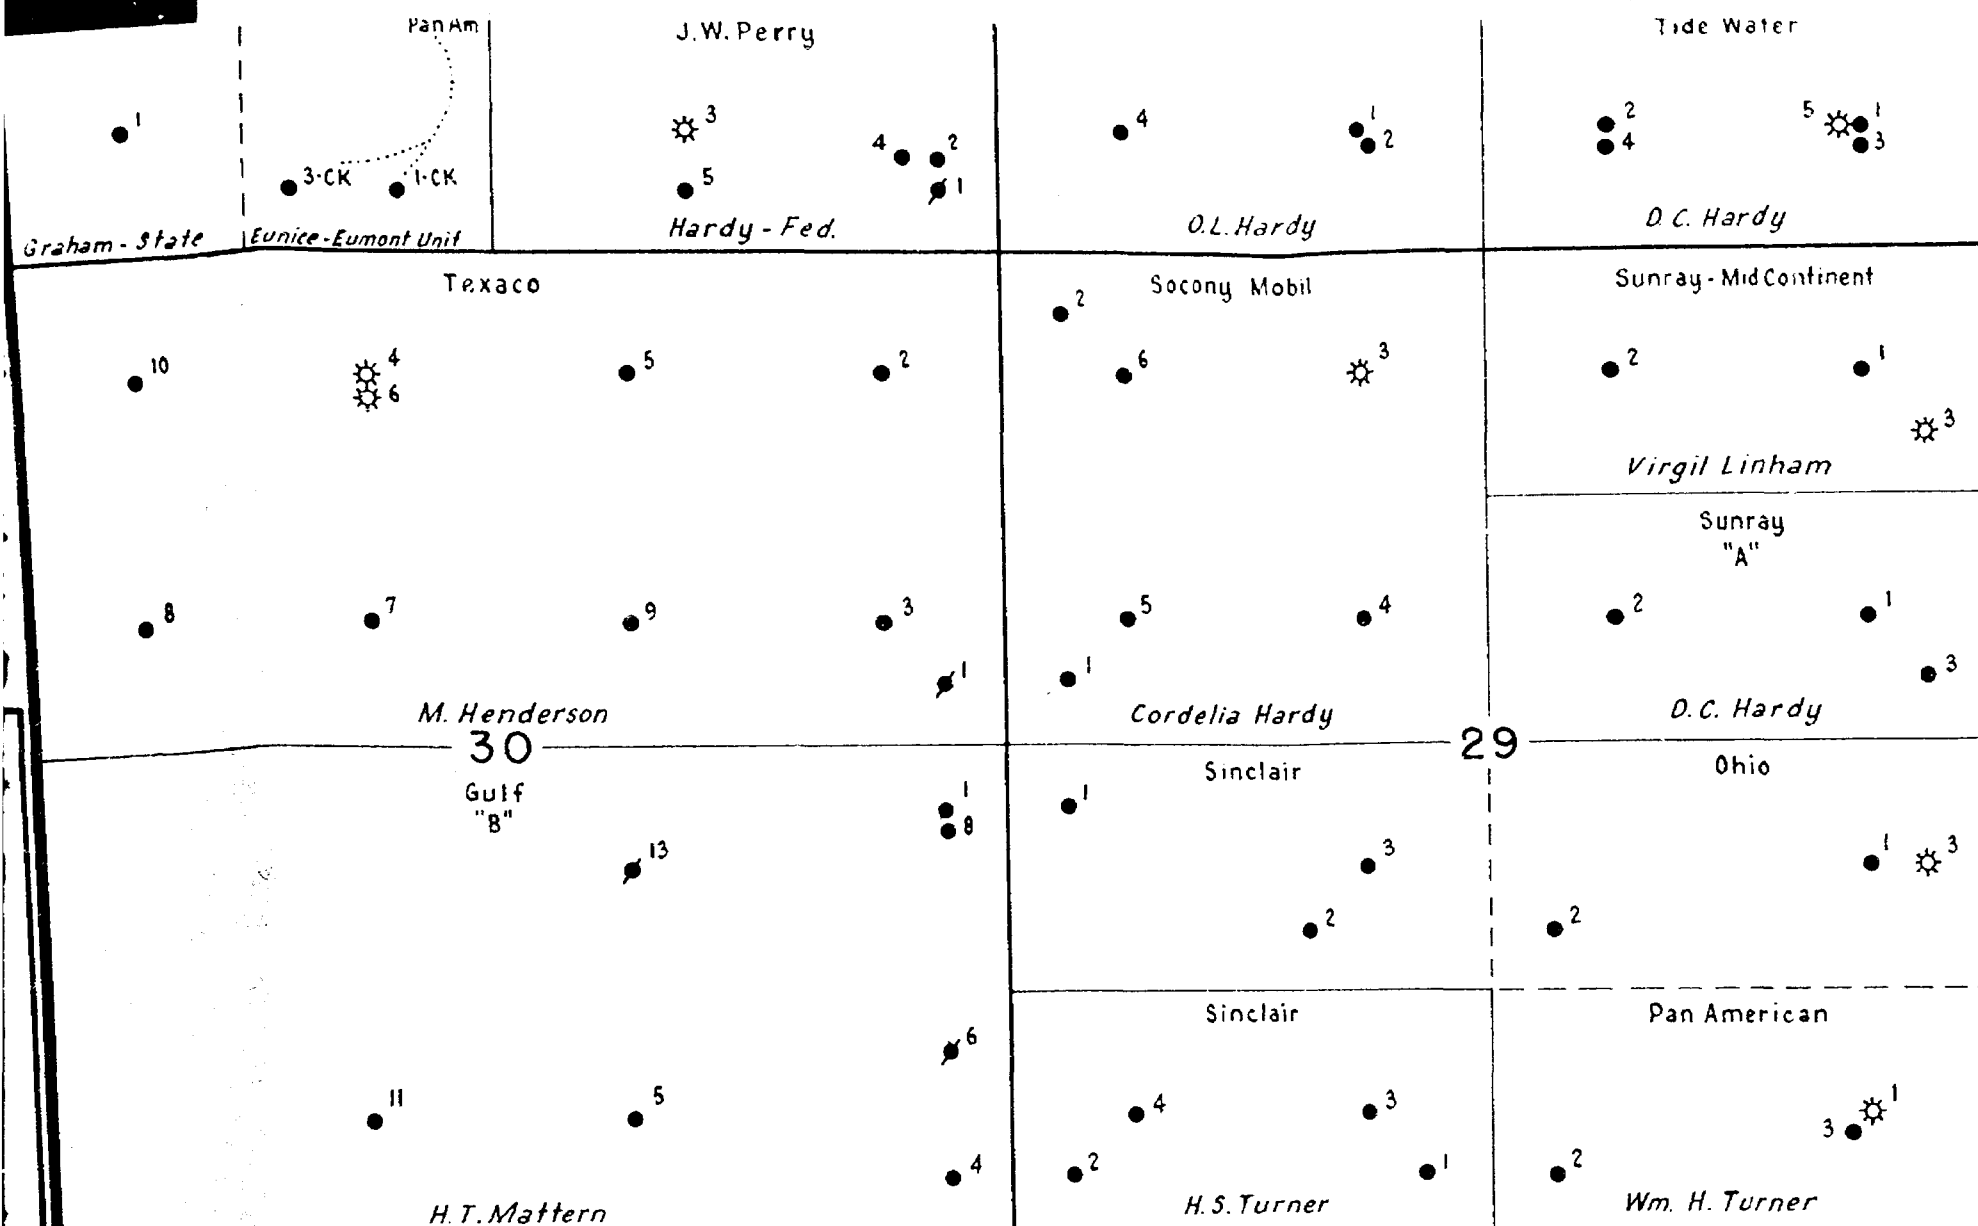 Pan Am
J.W. Perry
Tide Water
1
3-CK
1-CK
3
4
2
5
1
4
1
2
2
4
5
1
3
Graham - State
Eunice-Eumont Unit
Hardy - Fed.
O.L. Hardy
D.C. Hardy
Texaco
Socony Mobil
Sunray - MidContinent
10
4
6
5
2
2
6
3
2
1
3
Virgil Linham
Sunray
"A"
8
7
9
3
1
5
4
1
2
1
3
M. Henderson
Cordelia Hardy
D.C. Hardy
30
29
Gulf
"B"
Sinclair
Ohio
13
1
8
1
3
2
1
3
2
Sinclair
Pan American
6
11
5
4
4
3
2
1
1
3
2
H.T. Mattern
H.S. Turner
Wm. H. Turner